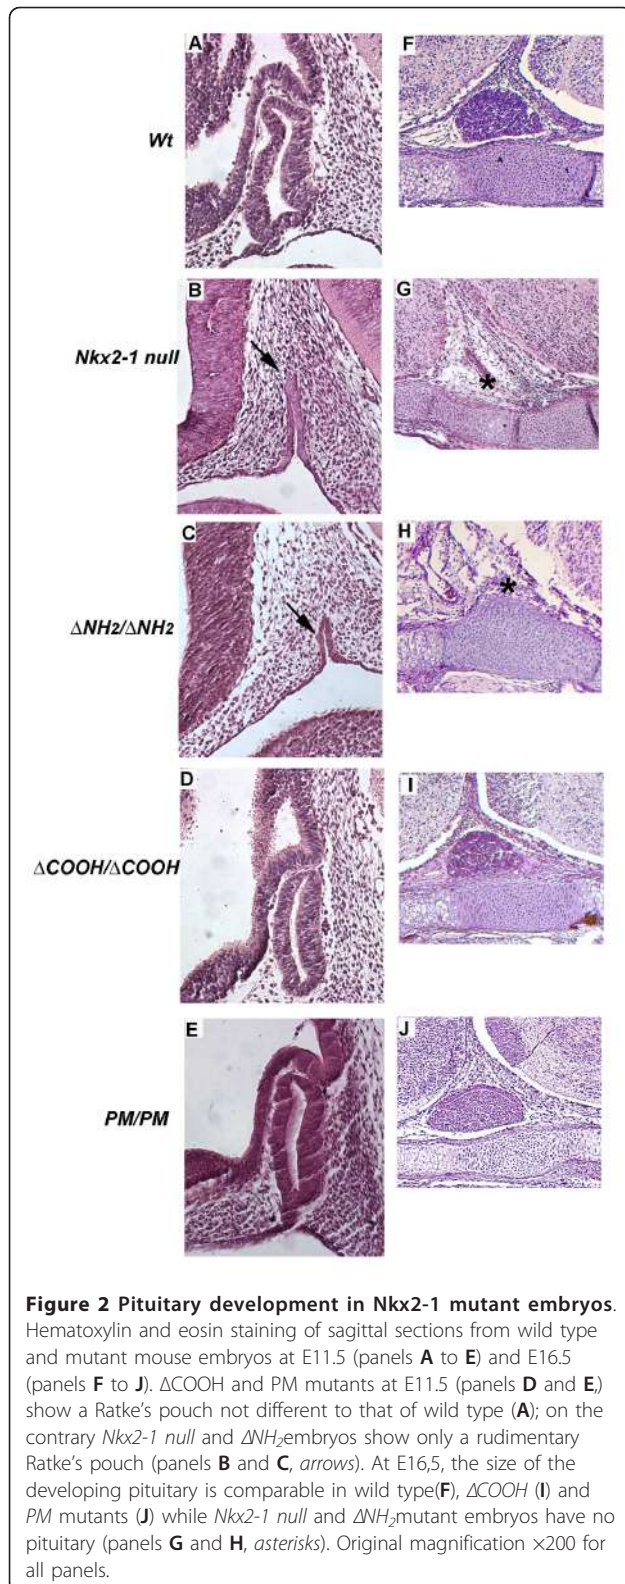 A
F
Wt
B
G
Nkx2-1 null
*
C
H
*
ΔNH2/ΔNH2
D
I
ΔCOOH/ΔCOOH
E
J
PM/PM
Figure 2 Pituitary development in Nkx2-1 mutant embryos.
Hematoxylin and eosin staining of sagittal sections from wild type
and mutant mouse embryos at E11.5 (panels A to E) and E16.5
(panels F to J). ΔCOOH and PM mutants at E11.5 (panels D and E,)
show a Ratke's pouch not different to that of wild type (A); on the
contrary Nkx2-1 null and ΔNH2embryos show only a rudimentary
Ratke's pouch (panels B and C, arrows). At E16,5, the size of the
developing pituitary is comparable in wild type(F), ΔCOOH (I) and
PM mutants (J) while Nkx2-1 null and ΔNH2mutant embryos have no
pituitary (panels G and H, asterisks). Original magnification ×200 for
all panels.